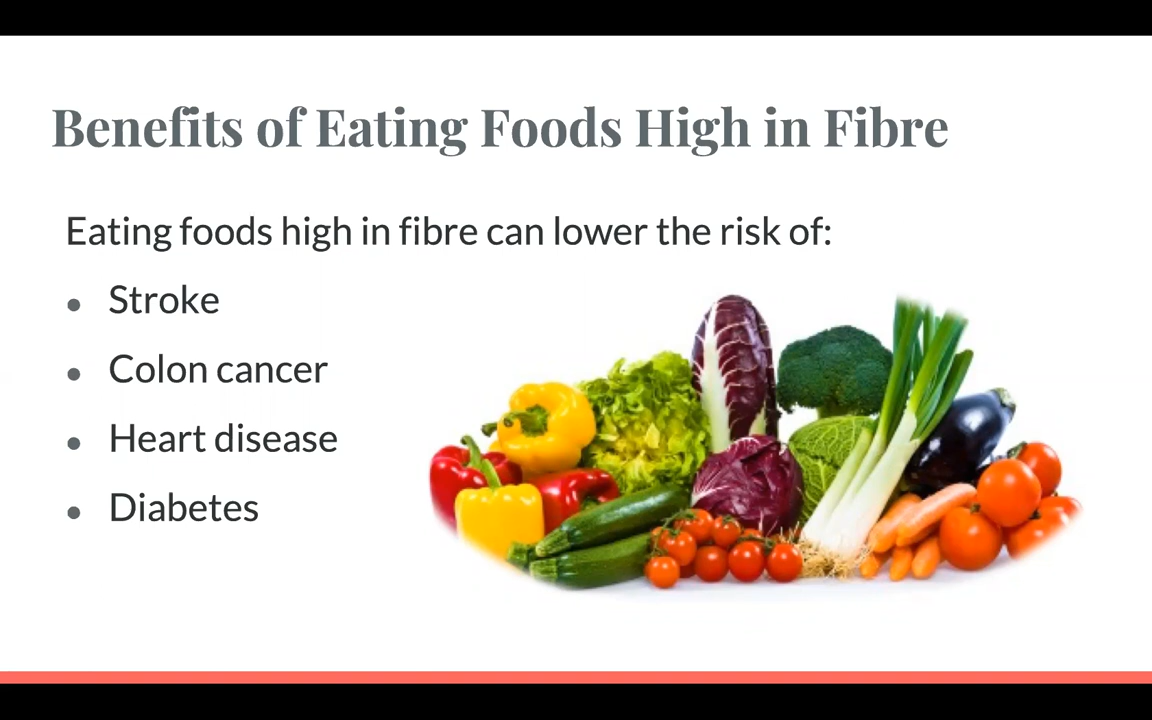 Benefits of Eating Foods High in Fibre
Eating foods high in fibre can lower the risk of:
● Stroke
● Colon cancer
● Heart disease
● Diabetes